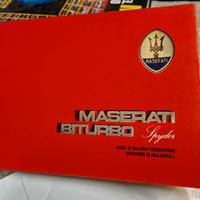 MASERATI
MASERATI
BITURBO Spyder
USO E MANUTENZIONE
OWNER'S MANUAL